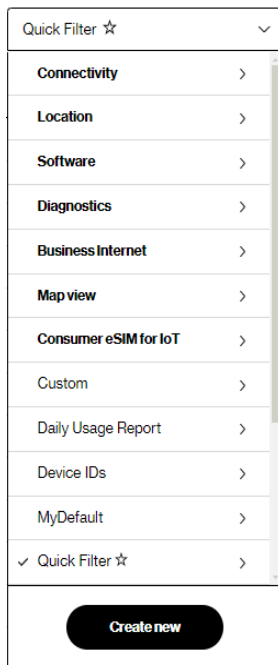 Quick Filter ☆
Connectivity
Location
Software
Diagnostics
Business Internet
Map view
Consumer eSIM for IoT
Custom
Daily Usage Report
Device IDs
MyDefault
Quick Filter ☆
Create new